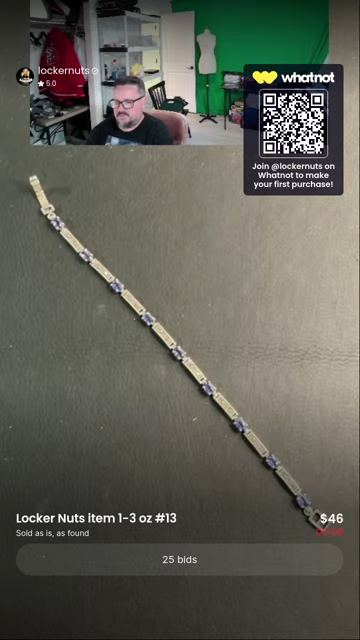 lockernuts
5.0
whatnot
Join @lockernuts on
Whatnot to make
your first purchase!
Locker Nuts item 1-3 oz #13
$46
Sold as is, as found
25 bids